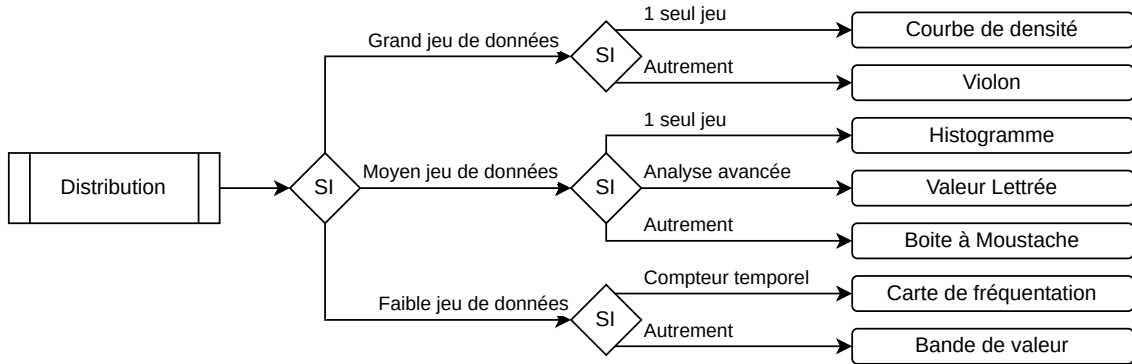 1 seul jeu
Courbe de densité
Grand jeu de données
SI
Autrement
Violon
1 seul jeu
Histogramme
Distribution
SI
Moyen jeu de données
SI
Analyse avancée
Valeur Lettrée
Autrement
Boite à Moustache
Compteur temporel
Carte de fréquentation
Faible jeu de données
SI
Autrement
Bande de valeur